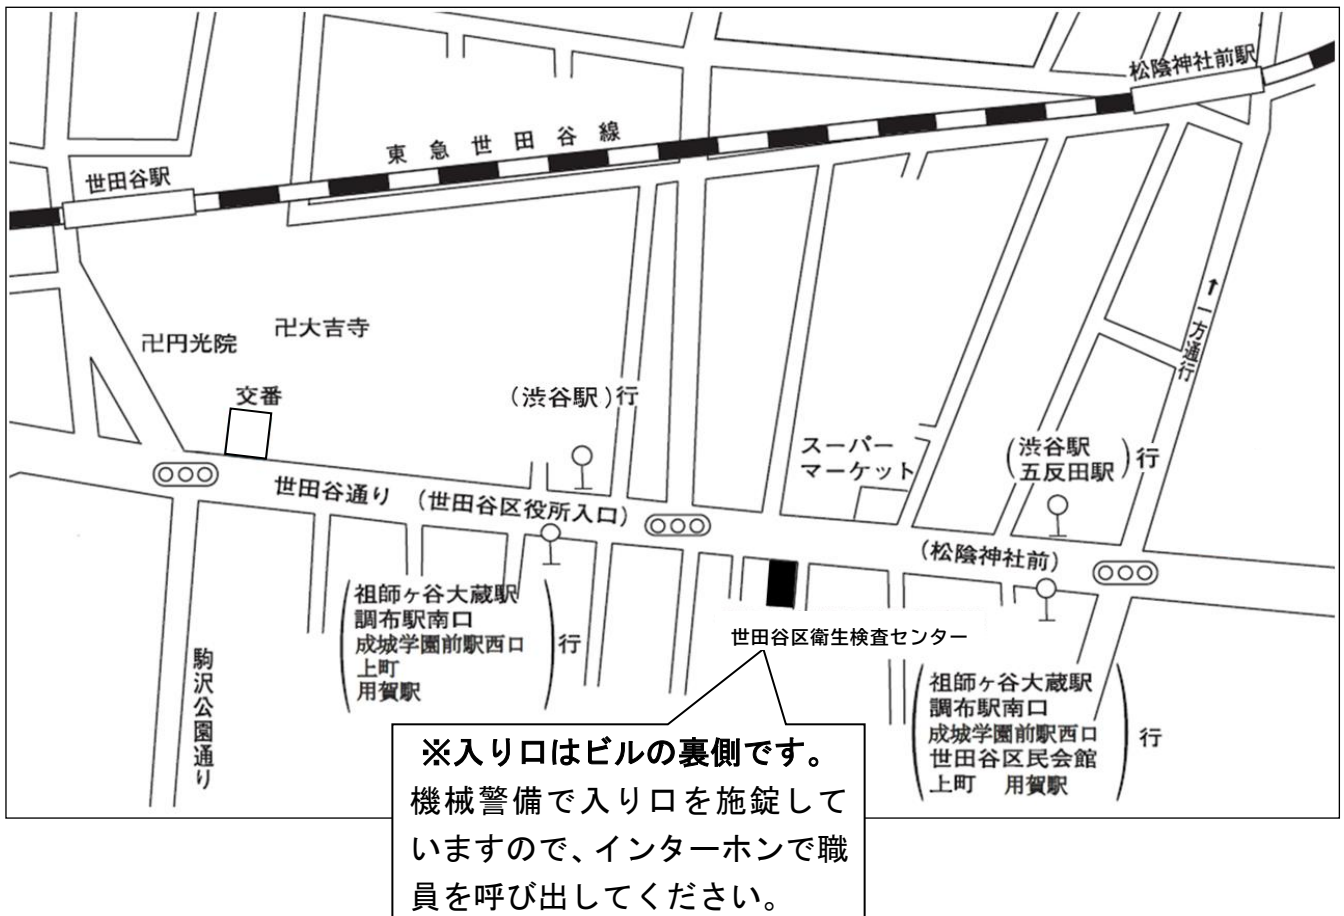 松陰神社前駅
東急世田谷線
世田谷駅
↑一方通行
卍大吉寺
卍円光院
交番
(渋谷駅)行
スーパー
マーケット
(渋谷駅
五反田駅)行
世田谷通り (世田谷区役所入口)
(松陰神社前)
祖師ヶ谷大蔵駅
調布駅南口
成城学園前駅西口
上町
用賀駅
行
世田谷区衛生検査センター
駒沢公園通り
祖師ヶ谷大蔵駅
調布駅南口
成城学園前駅西口
世田谷区民会館
上町 用賀駅
行
※入り口はビルの裏側です。
機械警備で入り口を施錠して
いますので、インターホンで職
員を呼び出してください。